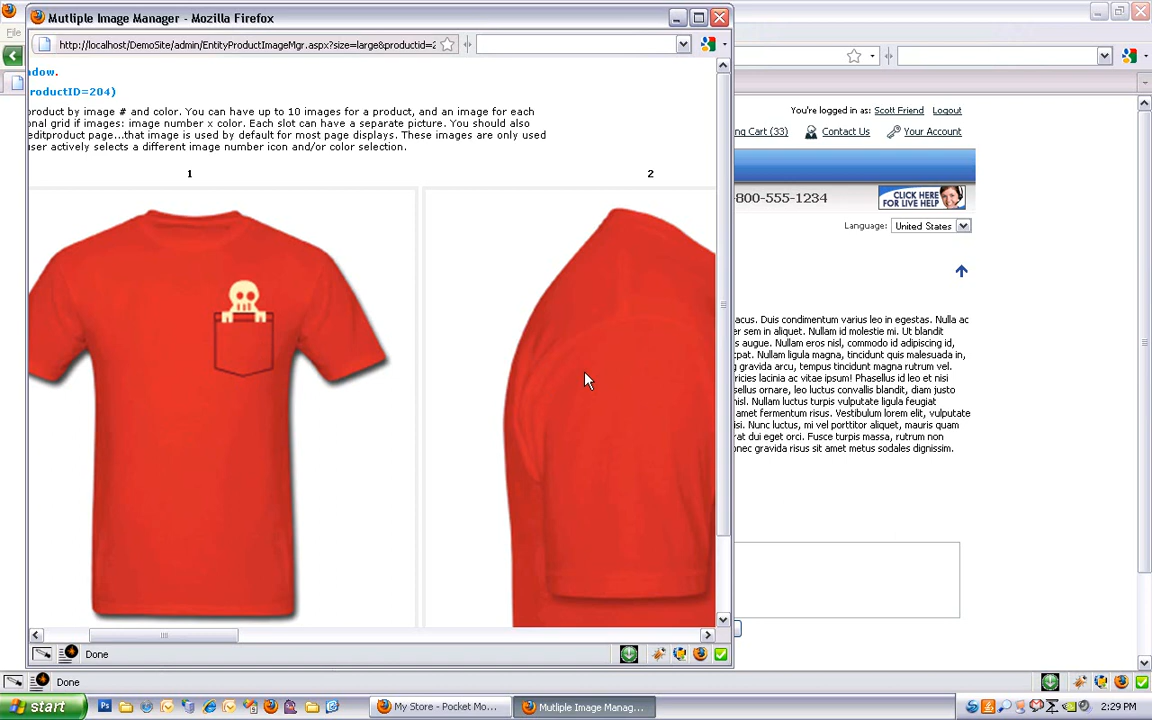 Mutliple Image Manager - Mozilla Firefox
File
http://localhost/DemoSite/admin/EntityProductImageMgr.aspx?size=large&productid=2
ndow.
roductID=204)
product by image # and color. You can have up to 10 images for a product, and an image for each
onal grid if images: image number x color. Each slot can have a separate picture. You should also
editproduct page...that image is used by default for most page displays. These images are only used
user actively selects a different image number icon and/or color selection.
1
2
Done
You're logged in as: Scott Friend Logout
ng Cart (33) Contact Us Your Account
-800-555-1234
CLICK HERE
FOR LIVE HELP
Language: United States
acus. Duis condimentum varius leo in egestas. Nulla ac
er sem in aliquet. Nullam id molestie mi. Ut blandit
augue. Nullam eros nisl, commodo id adipiscing id,
tpat. Nullam ligula magna, tincidunt quis malesuada in,
gravida arcu, tempus tincidunt magna rutrum vel.
ricies lacinia ac vitae ipsum! Phasellus id leo et nisi
sellus ornare, leo luctus convallis blandit, diam justo
nisl. Nullam luctus turpis vulputate ligula feugiat
amet fermentum risus. Vestibulum lorem elit, vulputate
. Nunc luctus, mi vel porttitor aliquet, mauris quam
rat dui eget orci. Fusce turpis massa, rutrum non
onec gravida risus sit amet metus sodales dignissim.
Done
start
My Store - Pocket Mo...
Mutliple Image Manag...
2:29 PM